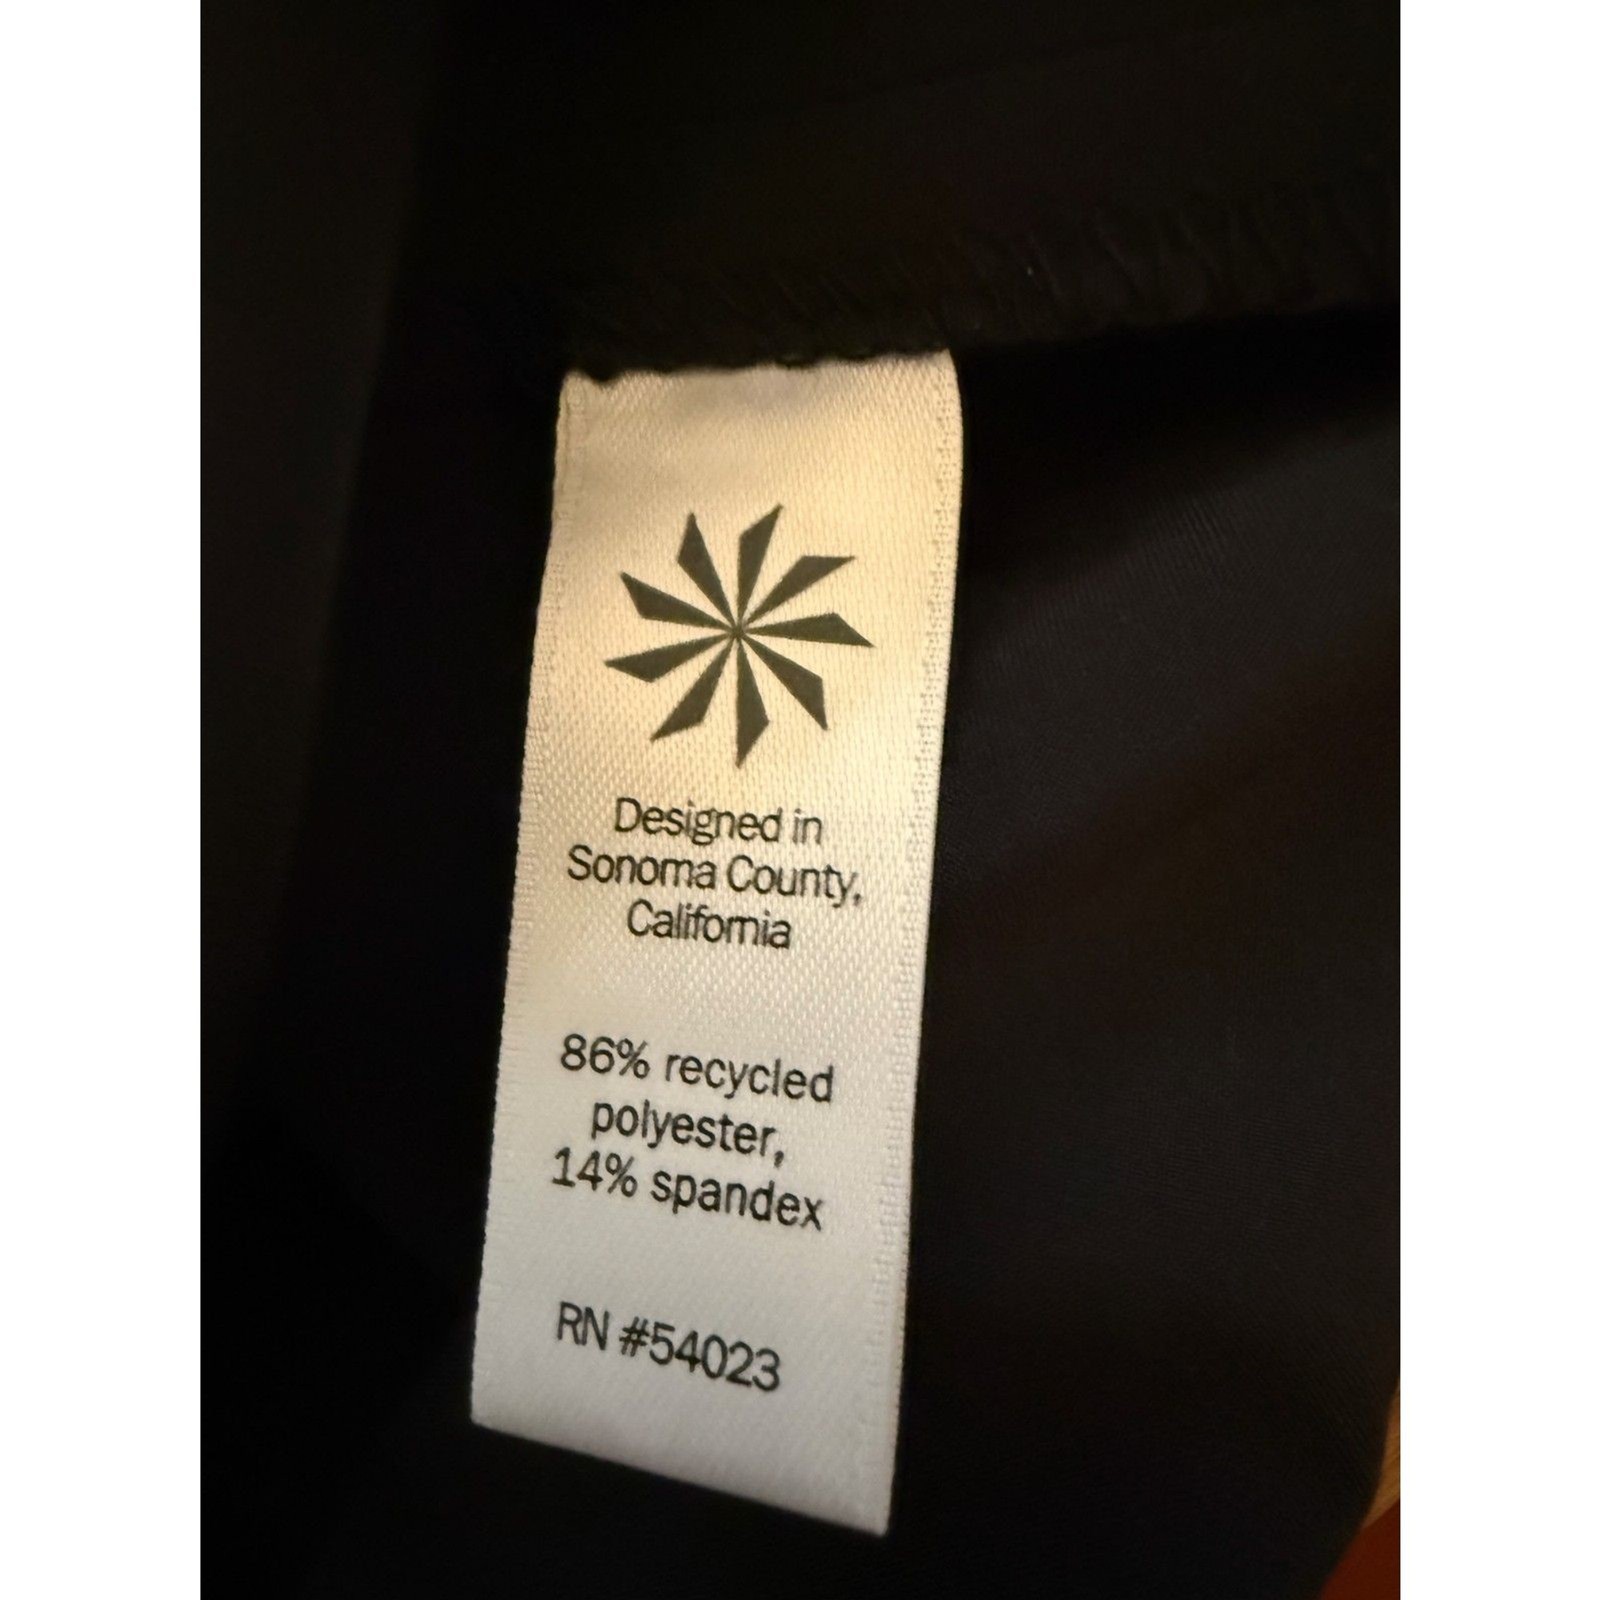 Designed in
Sonoma County,
California
86% recycled
polyester,
14% spandex
RN #54023